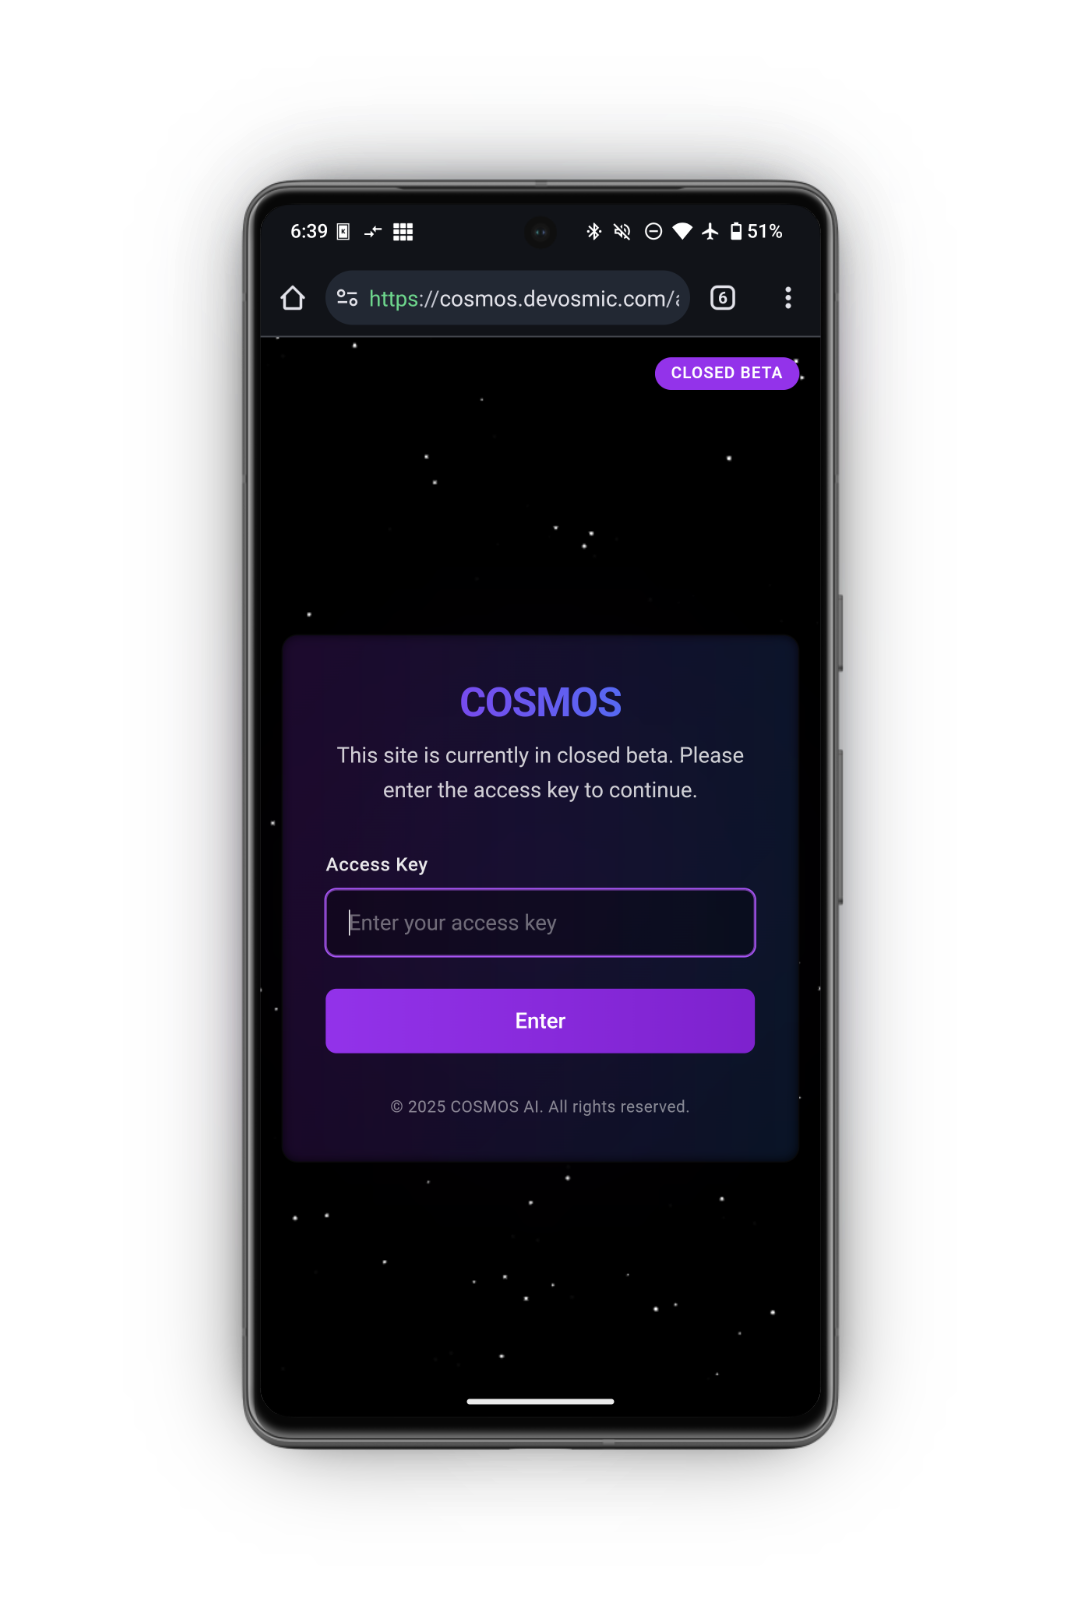 6:39
51%
https://cosmos.devosmic.com/
6
CLOSED BETA
COSMOS
This site is currently in closed beta. Please
enter the access key to continue.
Access Key
Enter your access key
Enter
© 2025 COSMOS AI. All rights reserved.